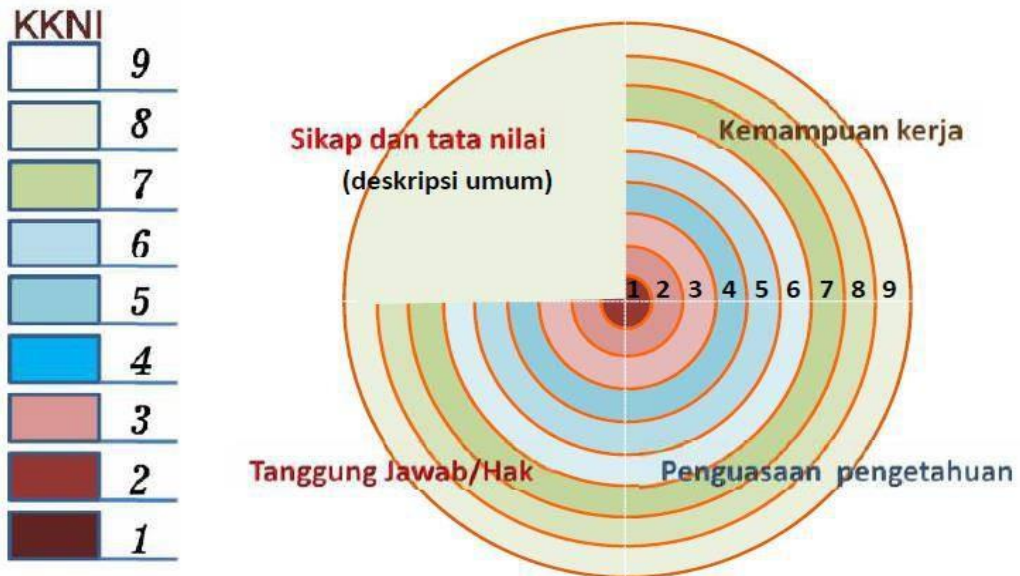 KKNI
9
8
7
6
5
4
3
2
1
Sikap dan tata nilai
(deskripsi umum)
Kemampuan kerja
1 2 3 4 5 6 7 8 9
Tanggung Jawab/Hak
Penguasaan pengetahuan